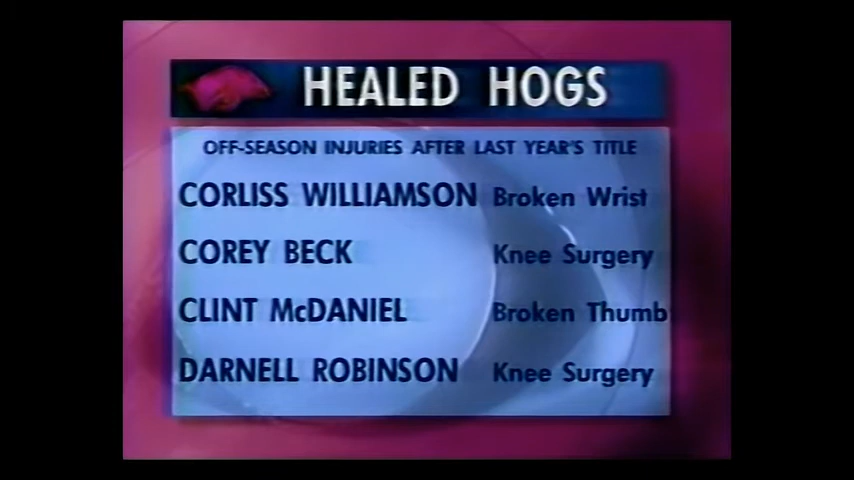 HEALED HOGS
OFF-SEASON INJURIES AFTER LAST YEAR'S TITLE
CORLISS WILLIAMSON Broken Wrist
COREY BECK Knee Surgery
CLINT McDANIEL Broken Thumb
DARNELL ROBINSON Knee Surgery